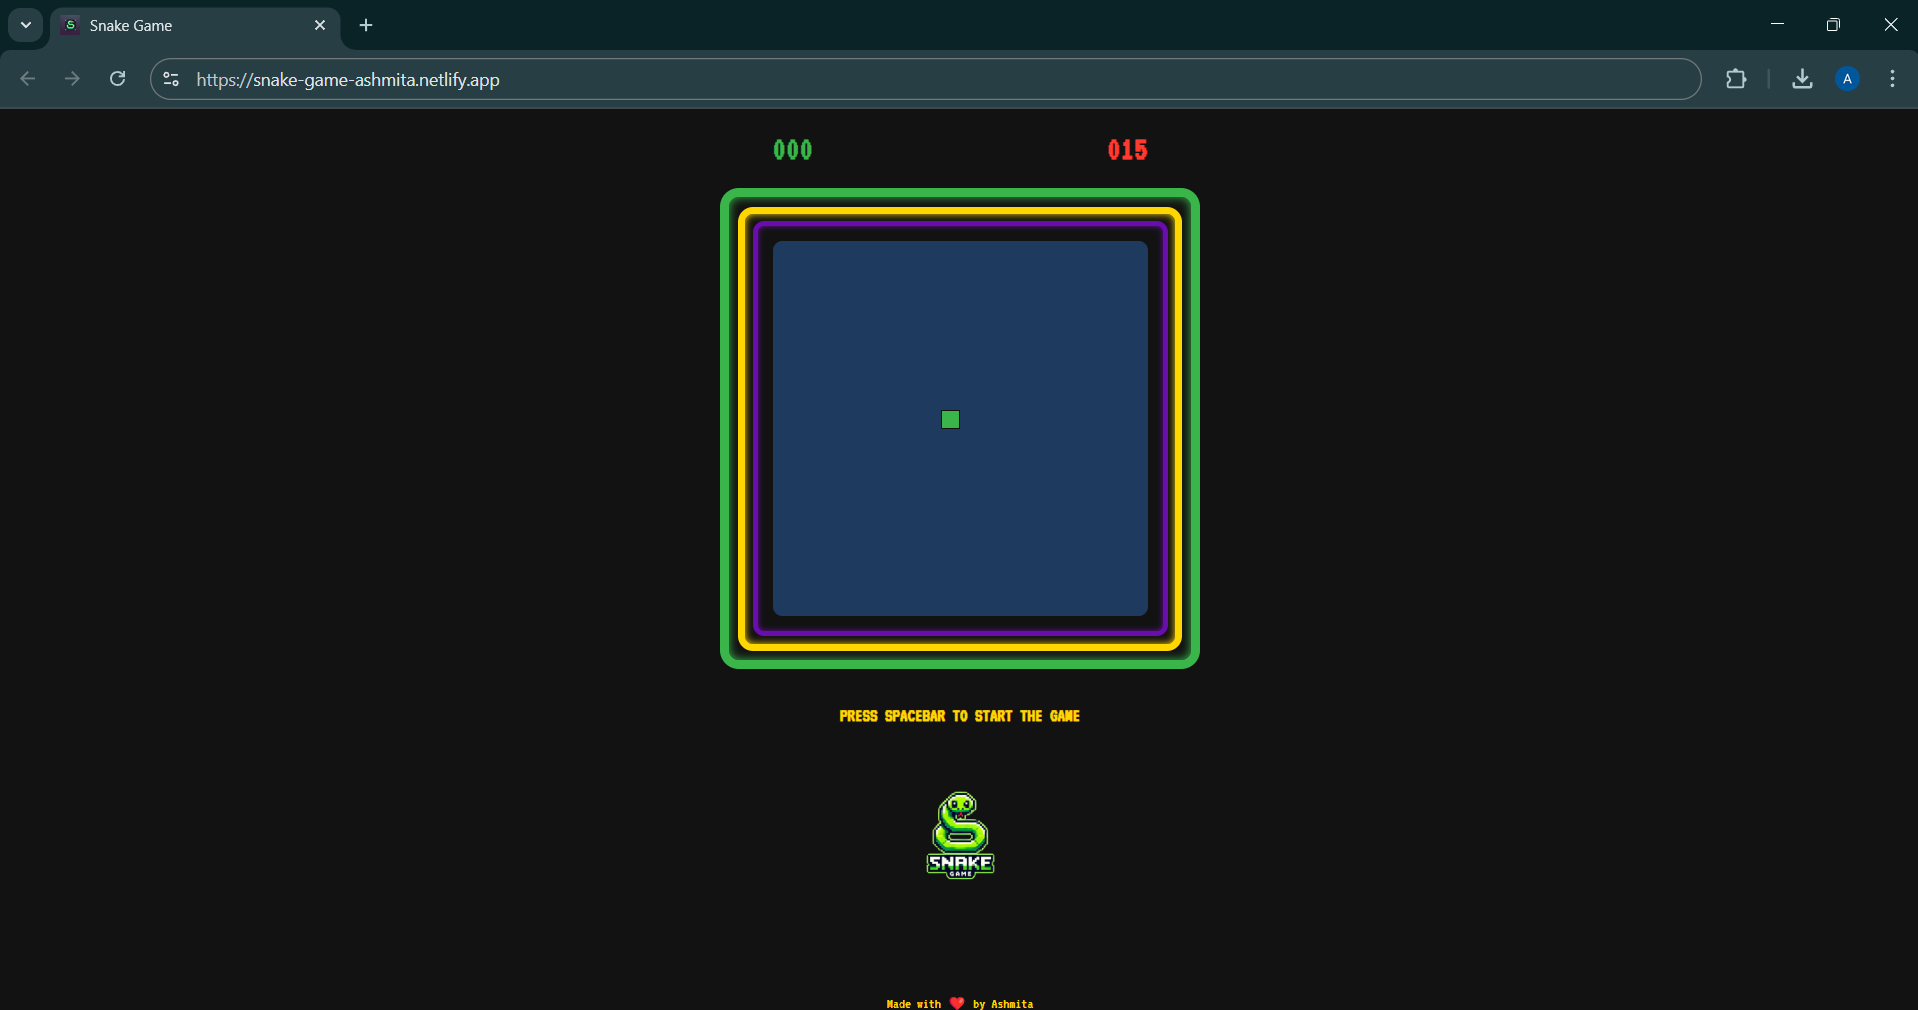 Snake Game
https://snake-game-ashmita.netlify.app
A
000 015
PRESS SPACEBAR TO START THE GAME
SNAKE
GAME
Made with ❤️ by Ashmita